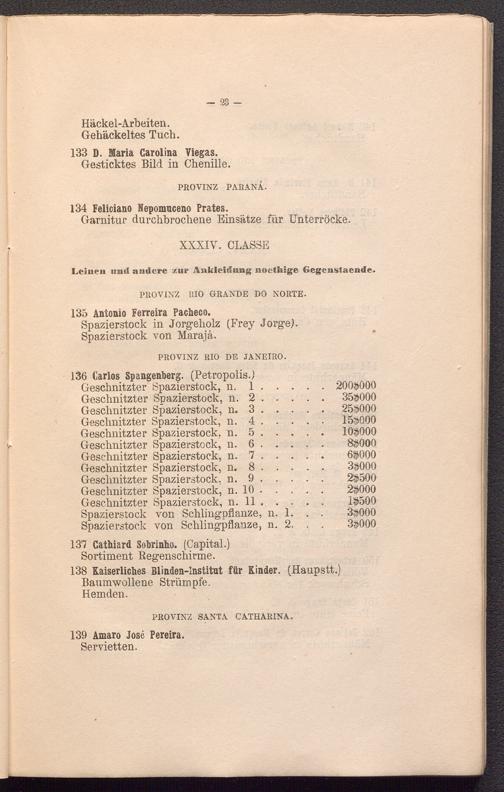 — 23 —
Häckel-Arbeiten.
Gehäckeltes Tuch.
133 D. Maria Carolina Viegas.
Gesticktes Bild in Chenille.
PROVINZ PARANÁ.
134 Feliciano Nepomuceno Prates.
Garnitur durchbrochene Einsätze für Unterröcke.
XXXIV. CLASSE
Leinen und andere zur Ankleidung noethige Gegenstaende.
PROVINZ RIO GRANDE DO NORTE.
135 Antonio Ferreira Pacheco.
Spazierstock in Jorgeholz (Frey Jorge).
Spazierstock von Marajá.
PROVINZ RIO DE JANEIRO.
136 Carlos Spangenberg. (Petropolis.)
Geschnitzter Spazierstock, n. 1 . . . . . 200$000
Geschnitzter Spazierstock, n. 2 . . . . . 35$000
Geschnitzter Spazierstock, n. 3 . . . . . 25$000
Geschnitzter Spazierstock, n. 4 . . . . . 15$000
Geschnitzter Spazierstock, n. 5 . . . . . 10$000
Geschnitzter Spazierstock, n. 6 . . . . . 8$000
Geschnitzter Spazierstock, n. 7 . . . . . 6$000
Geschnitzter Spazierstock, n. 8 . . . . . 3$000
Geschnitzter Spazierstock, n. 9 . . . . . 2$500
Geschnitzter Spazierstock, n. 10 . . . . . 2$000
Geschnitzter Spazierstock, n. 11 . . . . . 1$500
Spazierstock von Schlingpflanze, n. 1. . . 3$000
Spazierstock von Schlingpflanze, n. 2. . . 3$000
137 Cathiard Sobrinho. (Capital.)
Sortiment Regenschirme.
138 Kaiserliches Blinden-Institut für Kinder. (Haupstt.)
Baumwollene Strümpfe.
Hemden.
PROVINZ SANTA CATHARINA.
139 Amaro José Pereira.
Servietten.